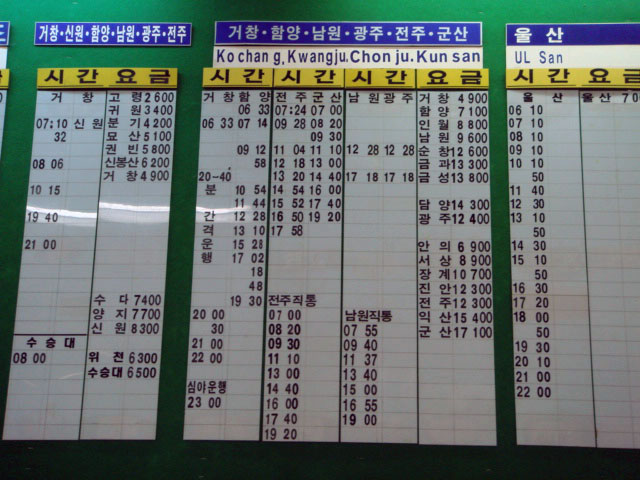 도
거창·신원·함양·남원·광주·전주
시간 요금
거 창 고 령 2600
귀 원 3400
07:10 신 원 분 기 4200
32 묘 산 5100
권 빈 5800
08 06 신봉산 6200
거 창 4900
10 15
19 40
21 00
수 다 7400
양 지 7700
신 원 8300
수 승 대
08 00 위 천 6300
수승대 6500
거창·함양·남원·광주·전주·군산
Kochang, Kwangju. Chonju. Kunsan
시간 시간 시간 요금
거 창 함 양
06 33
06 33 07 14
09 12
58
20-40
분 10 54
11 44
간 12 28
격 13 10
운 15 28
행 17 02
18
48
19 30
20 00
30
21 00
22 00
심야운행
23 00
전 주 군 산
07:24 07 00
09 28 08 20
09 30
11 04 11 10
12 18 13 00
13 20 14 40
14 54 16 00
15 52 17 40
16 50 19 20
17 58
전주직통
07 00
08 20
09 30
11 10
13 00
14 40
16 00
17 40
19 20
남 원 광 주
12 28 12 28
17 18 17 18
남원직통
07 55
09 40
11 37
13 40
15 00
16 55
19 00
거 창 4900
함 양 7100
인 월 8800
남 원 9600
순 창 12600
금 과 13300
금 성 13800
담 양 14300
광 주 12400
안 의 6900
서 상 8900
장 계 10700
진 안 12300
전 주 12300
익 산 15400
군 산 17100
울 산
UL San
시 간 요
울 산 울 산 70
06 10
07 10
08 10
09 10
10 10
50
11 40
12 30
13 10
50
14 30
15 10
50
16 30
17 20
18 00
50
19 30
20 10
21 00
22 00